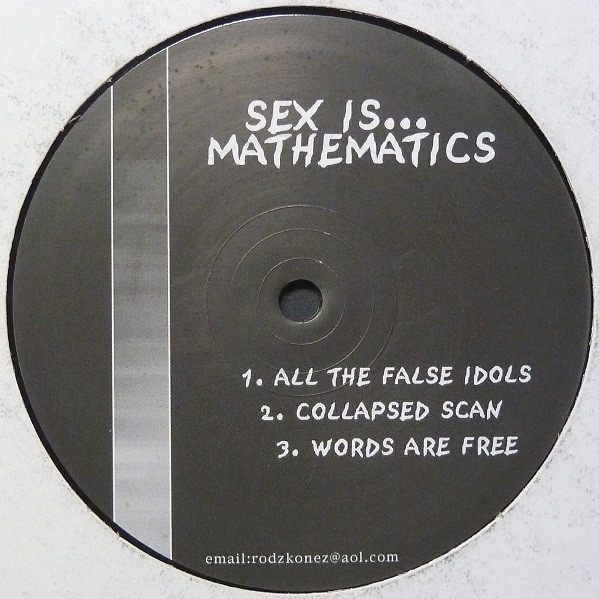 SEX IS...
MATHEMATICS
1. ALL THE FALSE IDOLS
2. COLLAPSED SCAN
3. WORDS ARE FREE
email:rodzkonez@aol.com